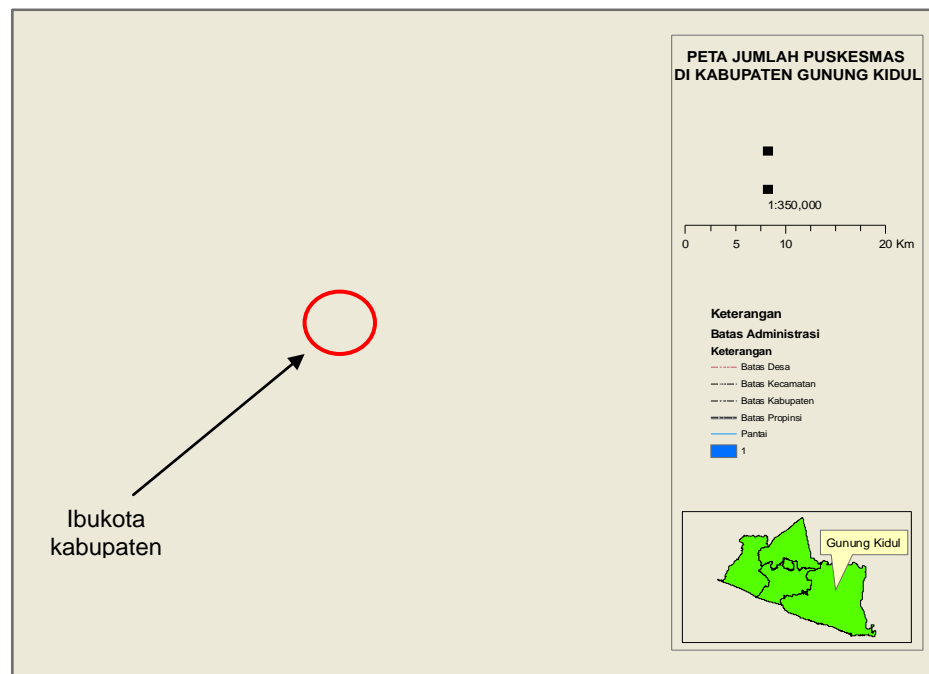 PETA JUMLAH PUSKESMAS
DI KABUPATEN GUNUNG KIDUL
1:350,000
0 5 10 20 Km
Keterangan
Batas Administrasi
Keterangan
Batas Desa
Batas Kecamatan
Batas Kabupaten
Batas Propinsi
Pantai
1
Gunung Kidul
Ibukota
kabupaten